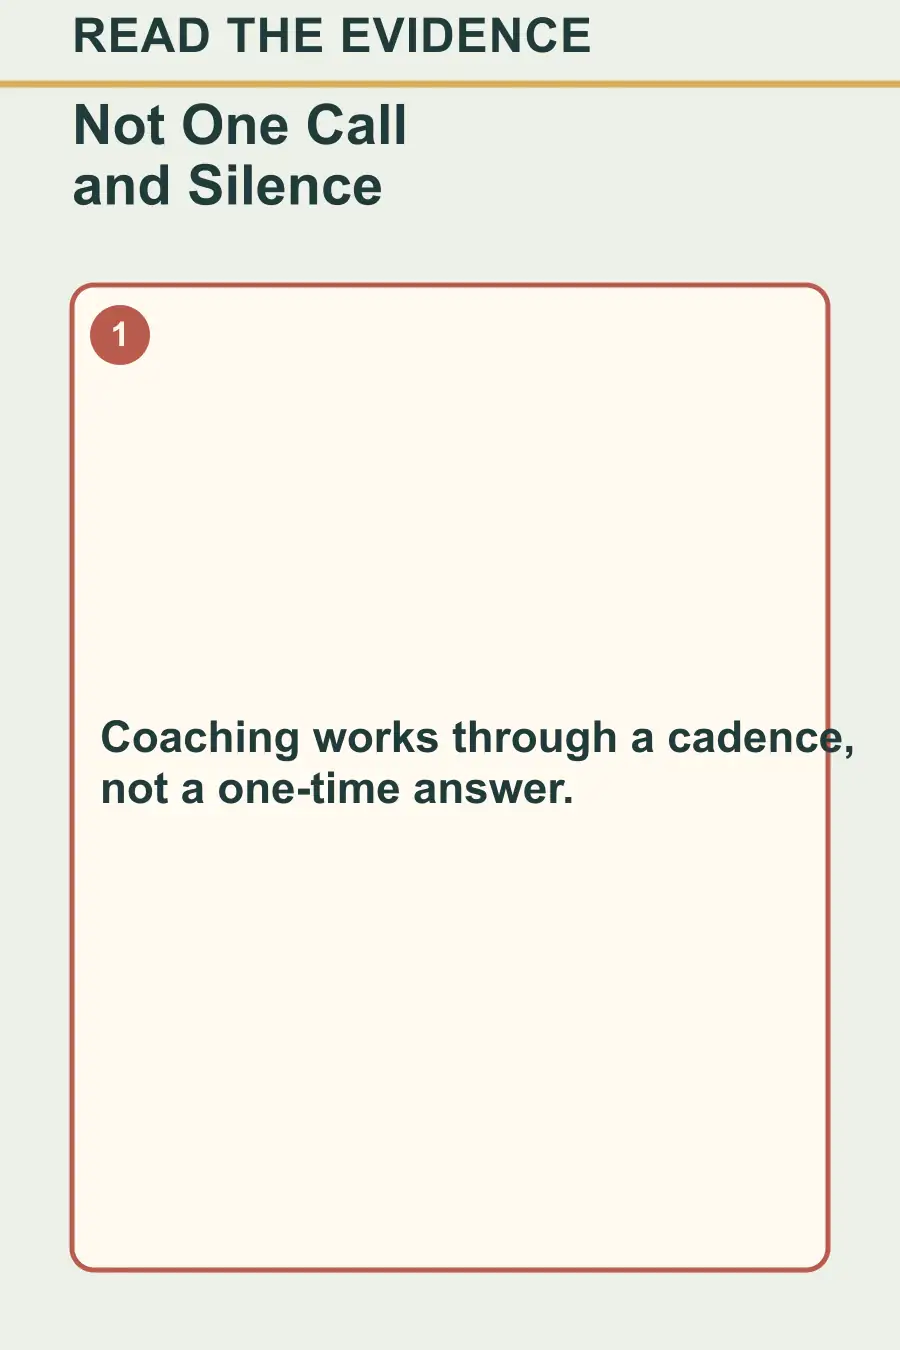 READ THE EVIDENCE
Not One Call
and Silence
1
Coaching works through a cadence,
not a one-time answer.